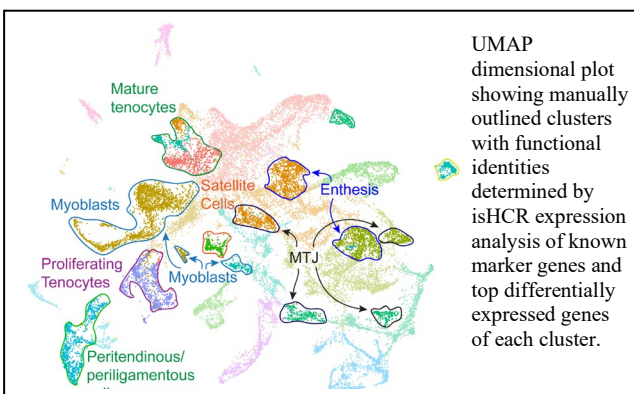 Mature
tenocytes
Myoblasts
Satellite
Cells
Enthesis
MTJ
Proliferating
Tenocytes
Myoblasts
Peritendinous/
periligamentous
UMAP
dimensional plot
showing manually
outlined clusters
with functional
identities
determined by
isHCR expression
analysis of known
marker genes and
top differentially
expressed genes
of each cluster.